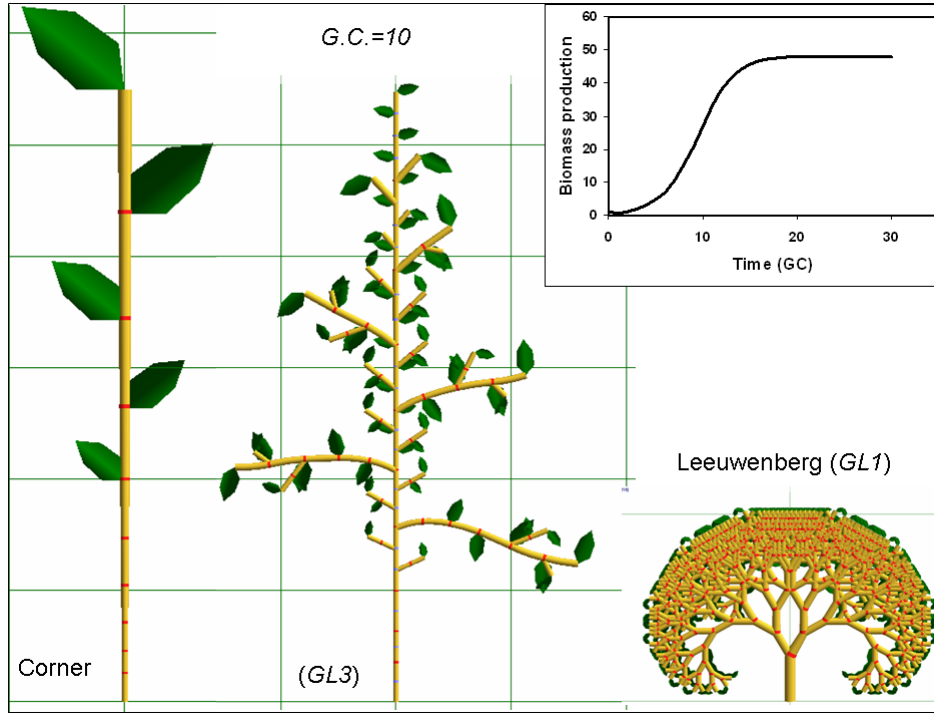 G.C.=10
Biomass production
60
50
40
30
20
10
0
0 10 20 30
Time (GC)
Leeuwenberg (GL1)
Corner
(GL3)